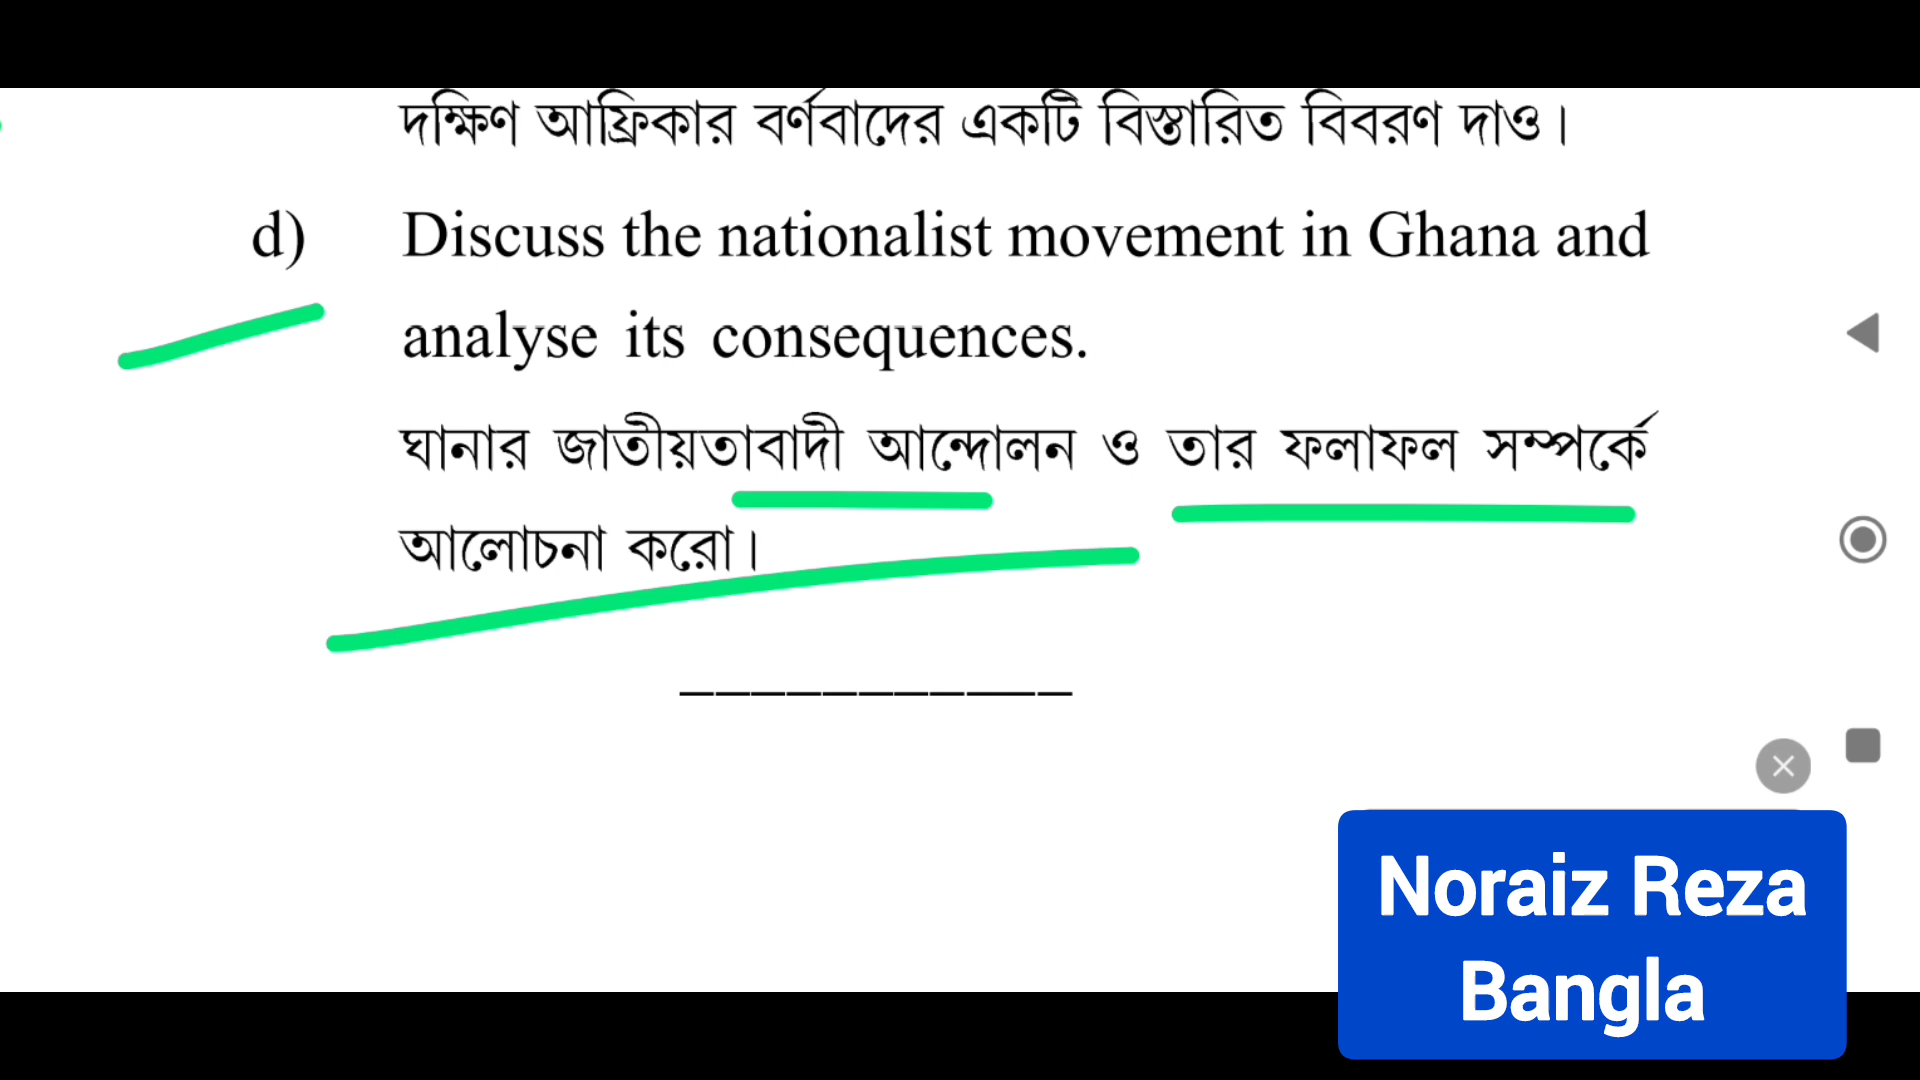 দক্ষিণ আফ্রিকার বর্ণবাদের একটি বিস্তারিত বিবরণ দাও।
d) Discuss the nationalist movement in Ghana and
analyse its consequences.
ঘানার জাতীয়তাবাদী আন্দোলন ও তার ফলাফল সম্পর্কে
আলোচনা করো।
___________
Noraiz Reza
Bangla